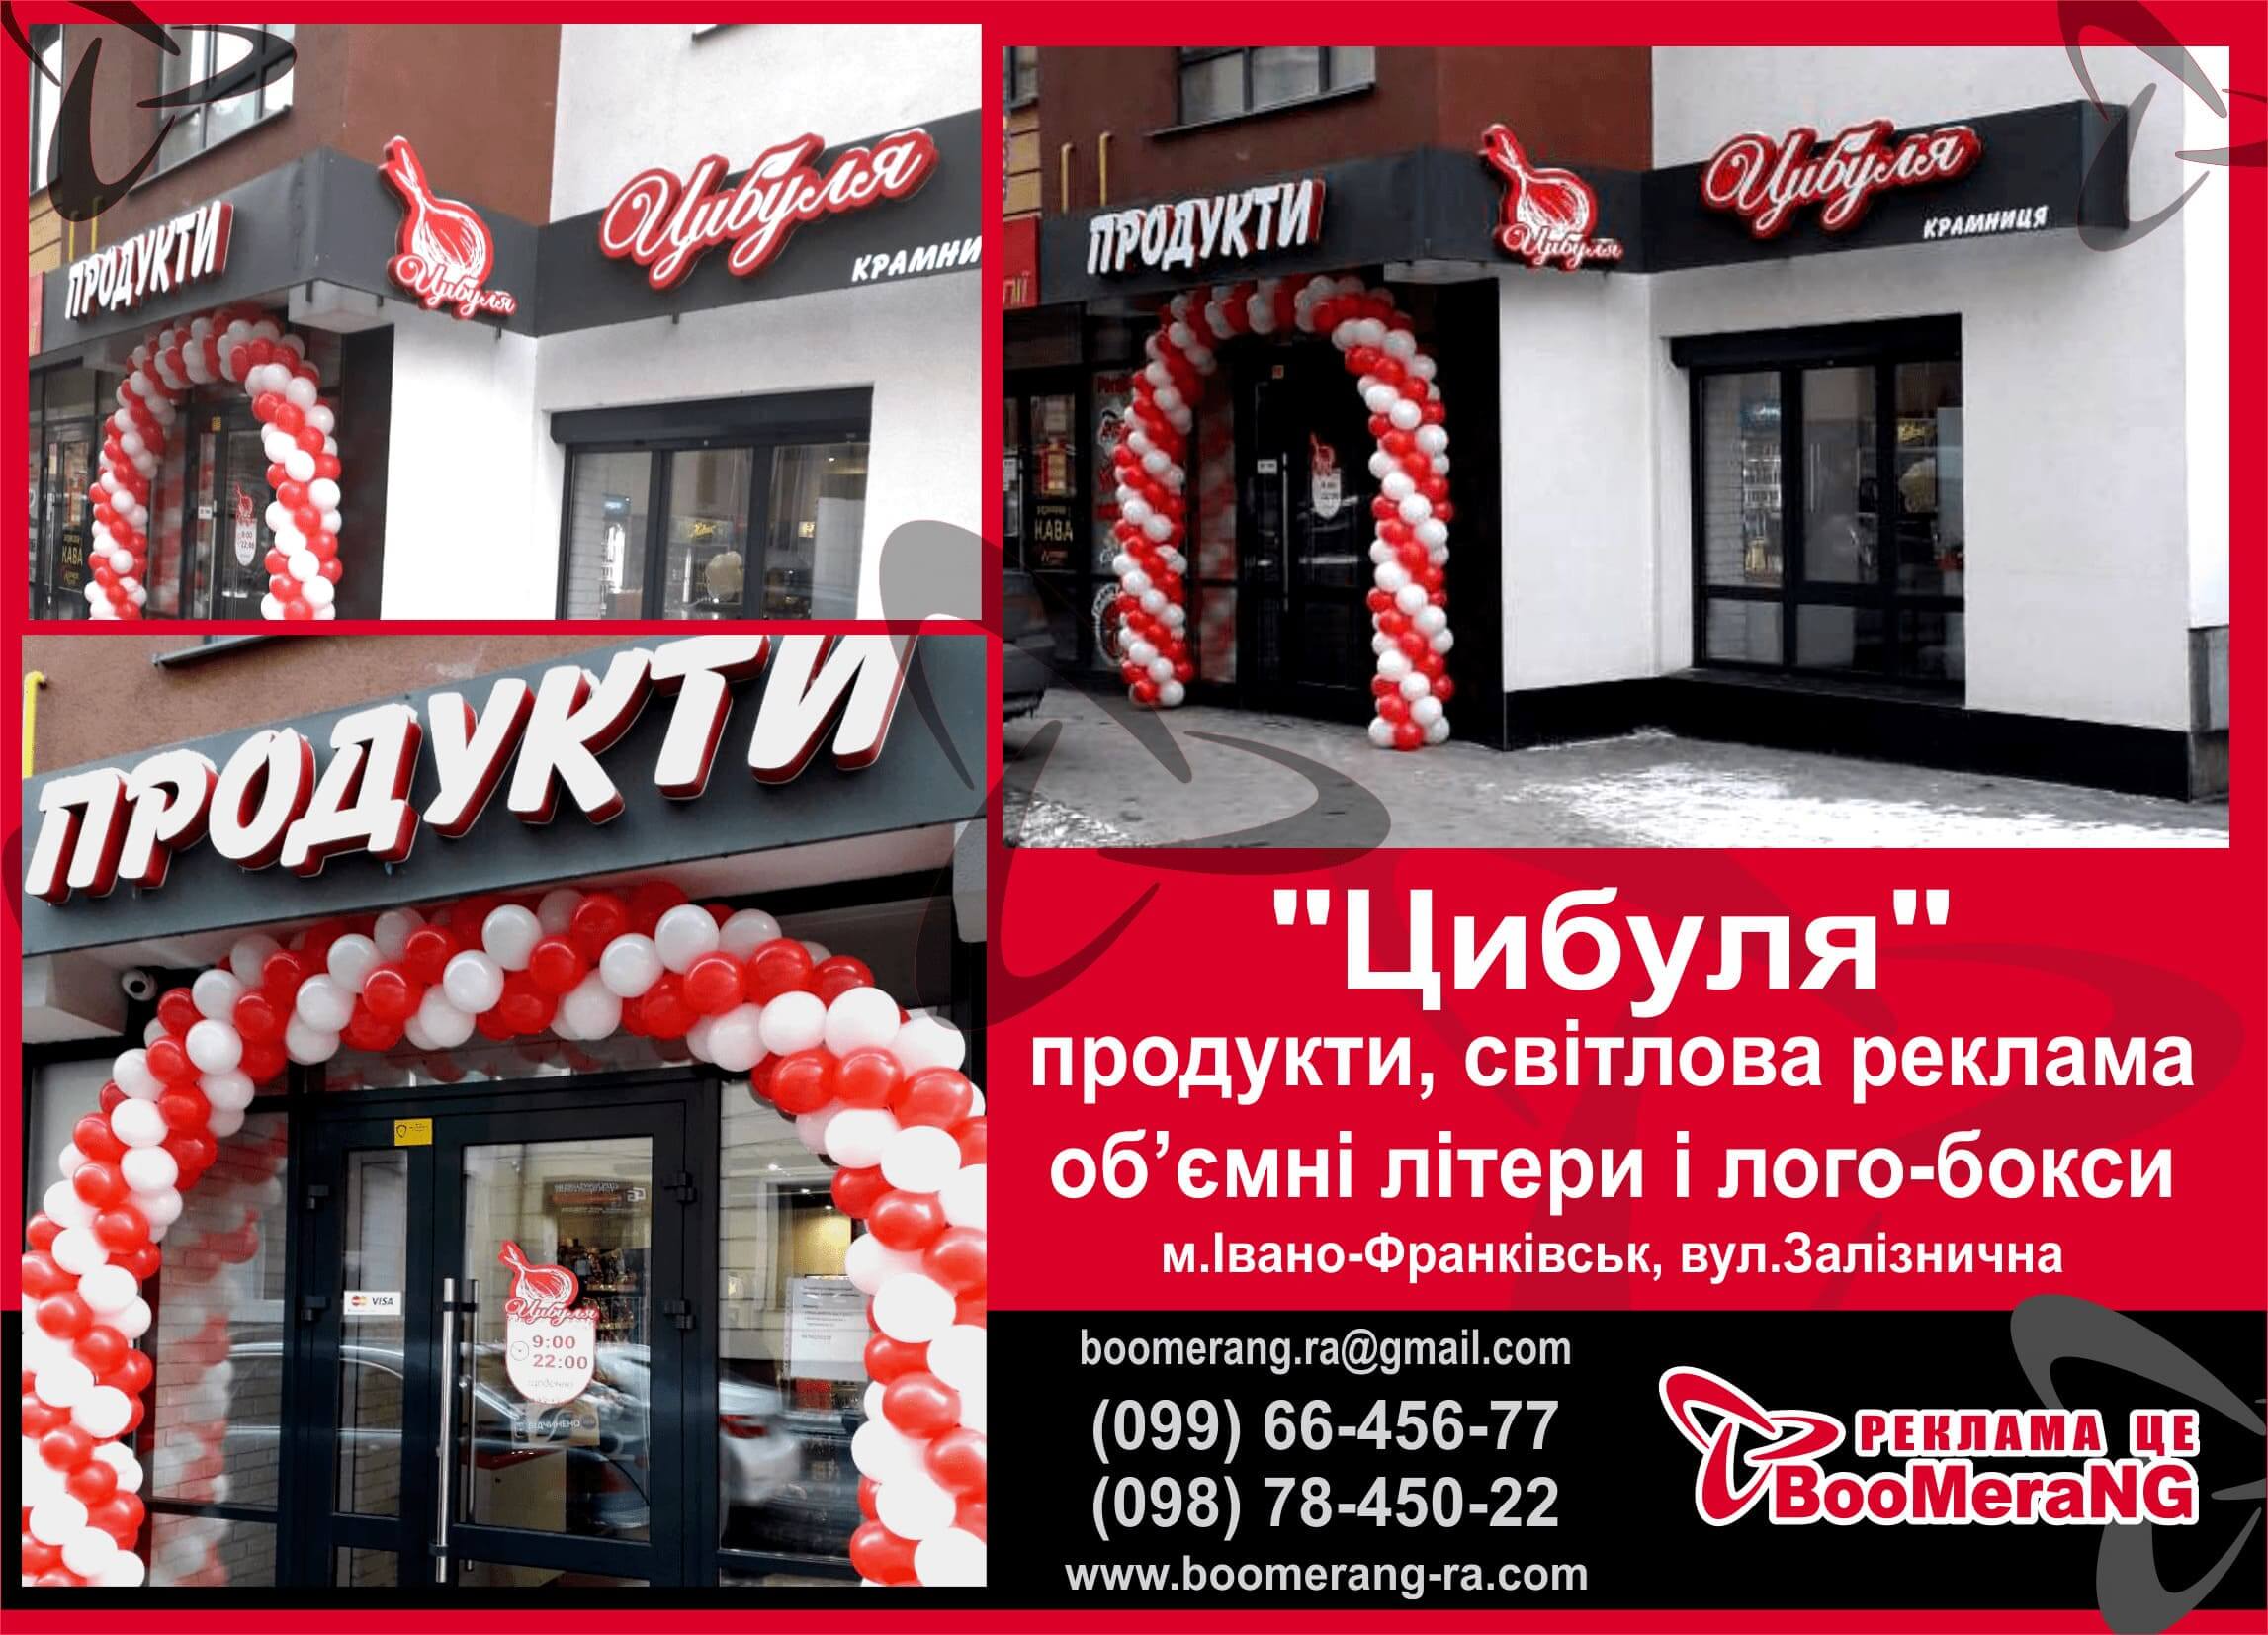 ПРОДУКТИ
Цибуля
Цибуля
КРАМНИ
ПРОДУКТИ
Цибуля
Цибуля
КРАМНИЦЯ
КАВА
КАВА
ПРОДУКТИ
VISA
Цибуля
9:00
22:00
"Цибуля"
продукти, світлова реклама
об’ємні літери і лого-бокси
м.Івано-Франківськ, вул.Залізнична
boomerang.ra@gmail.com
(099) 66-456-77
(098) 78-450-22
www.boomerang-ra.com
РЕКЛАМА ЦЕ
BooMeraNG